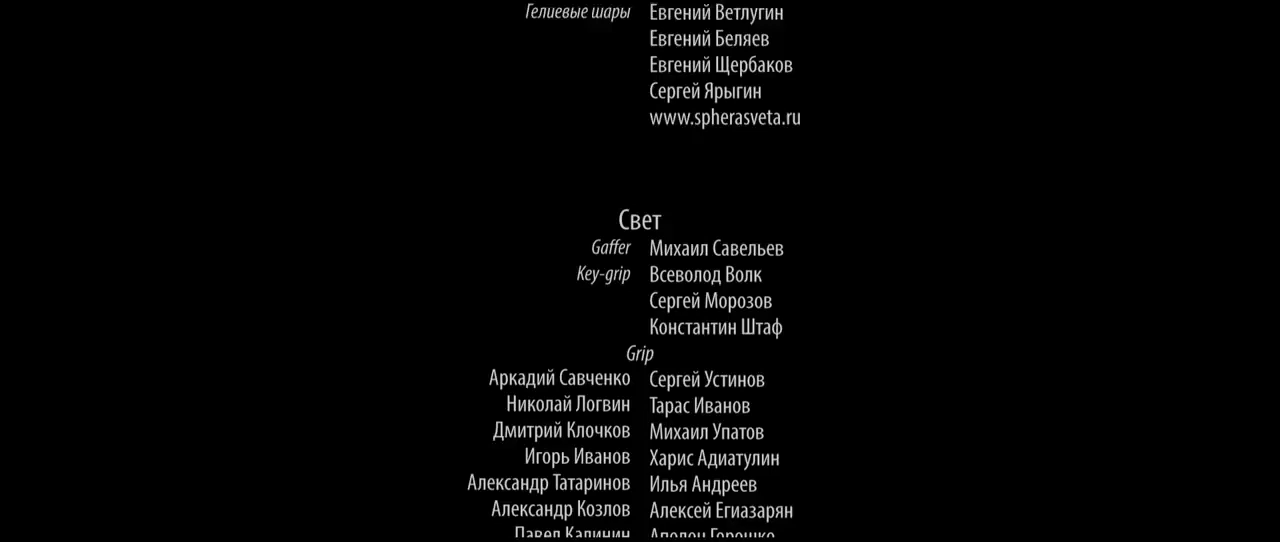 Гелиевые шары Евгений Ветлугин
Евгений Беляев
Евгений Щербаков
Сергей Ярыгин
www.spherasveta.ru
Свет
Gaffer Михаил Савельев
Key-grip Всеволод Волк
Сергей Морозов
Константин Штаф
Grip
Аркадий Савченко Сергей Устинов
Николай Логвин Тарас Иванов
Дмитрий Клочков Михаил Упатов
Игорь Иванов Харис Адиатулин
Александр Татаринов Илья Андреев
Александр Козлов Алексей Егиазарян
Павел Калинин